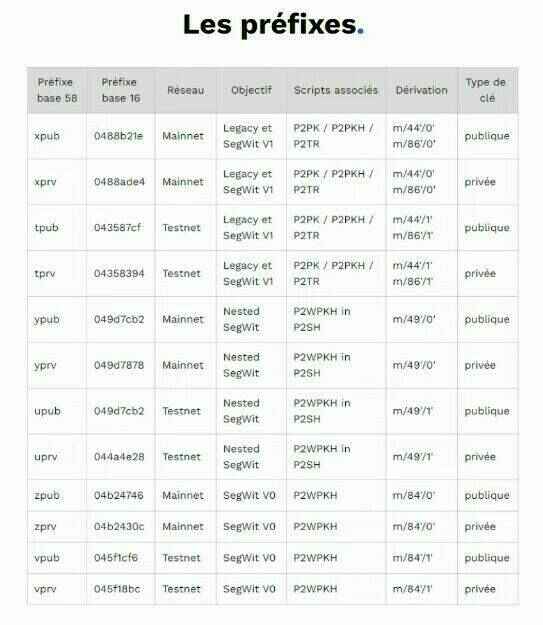 Les préfixes.
Préfixe base 58 Préfixe base 16 Réseau Objectif Scripts associés Dérivation Type de clé
xpub 0488b21e Mainnet Legacy et SegWit V1 P2PK / P2PKH / P2TR m/44'/0' m/86'/0' publique
xprv 0488ade4 Mainnet Legacy et SegWit V1 P2PK / P2PKH / P2TR m/44'/0' m/86'/0' privée
tpub 043587cf Testnet Legacy et SegWit V1 P2PK / P2PKH / P2TR m/44'/1' m/86'/1' publique
tprv 04358394 Testnet Legacy et SegWit V1 P2PK / P2PKH / P2TR m/44'/1' m/86'/1' privée
ypub 049d7cb2 Mainnet Nested SegWit P2WPKH in P2SH m/49'/0' publique
yprv 049d7878 Mainnet Nested SegWit P2WPKH in P2SH m/49'/0' privée
upub 049d7cb2 Testnet Nested SegWit P2WPKH in P2SH m/49'/1' publique
uprv 044a4e28 Testnet Nested SegWit P2WPKH in P2SH m/49'/1' privée
zpub 04b24746 Mainnet SegWit V0 P2WPKH m/84'/0' publique
zprv 04b2430c Mainnet SegWit V0 P2WPKH m/84'/0' privée
vpub 045f1cf6 Testnet SegWit V0 P2WPKH m/84'/1' publique
vprv 045f18bc Testnet SegWit V0 P2WPKH m/84'/1' privée